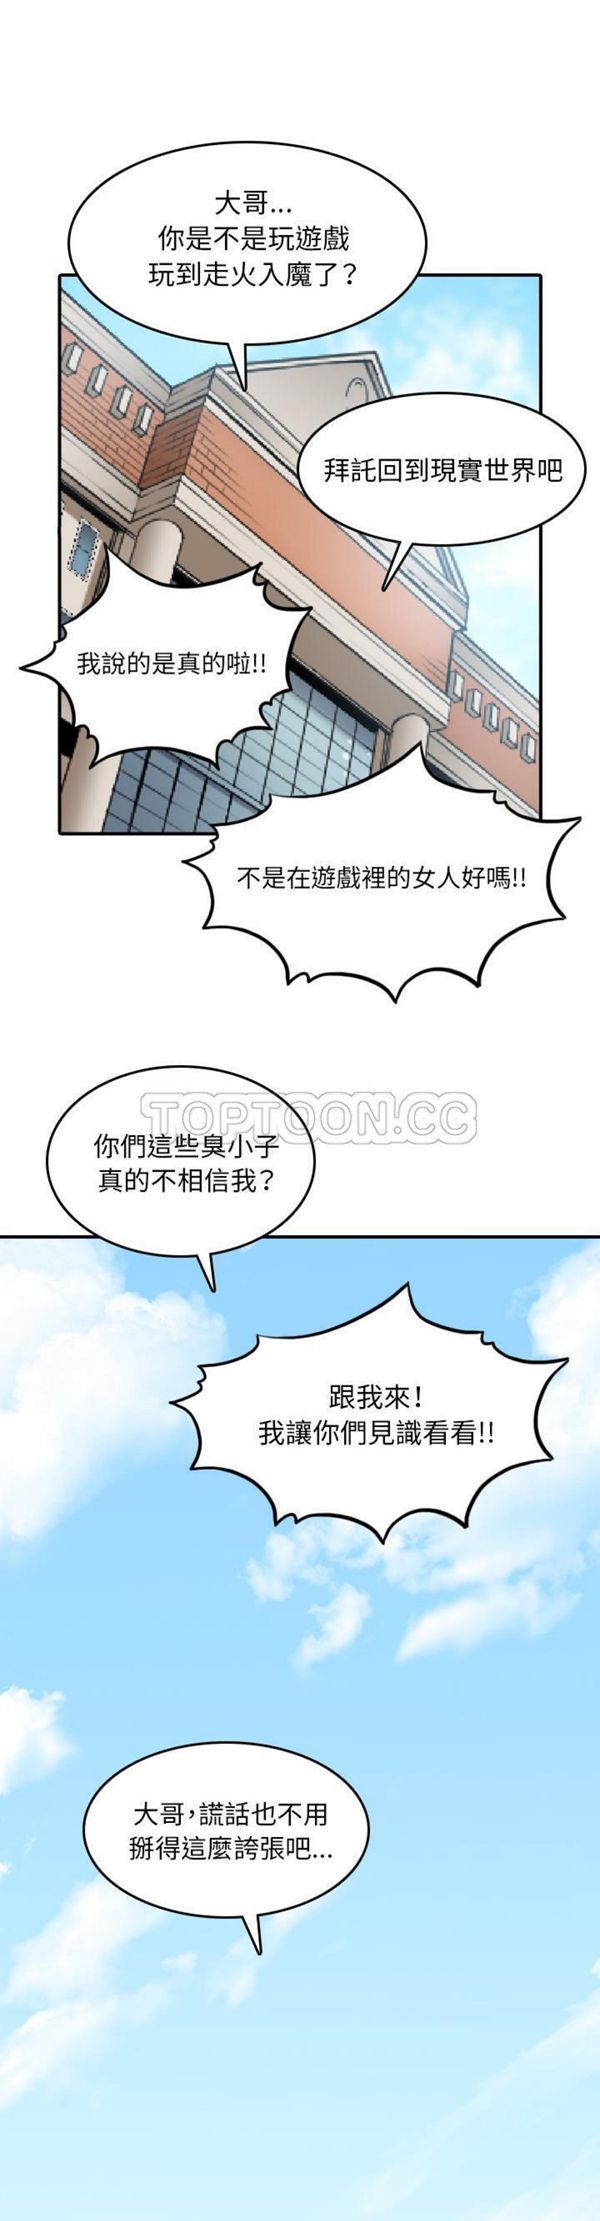 大哥...
你是不是玩遊戲
玩到走火入魔了？
拜託回到現實世界吧
我說的是真的啦!!
不是在遊戲裡的女人好嗎!!
TOPTOON.CC
你們這些臭小子
真的不相信我？
跟我來！
我讓你們見識看看!!
大哥，謊話也不用
掰得這麼誇張吧...